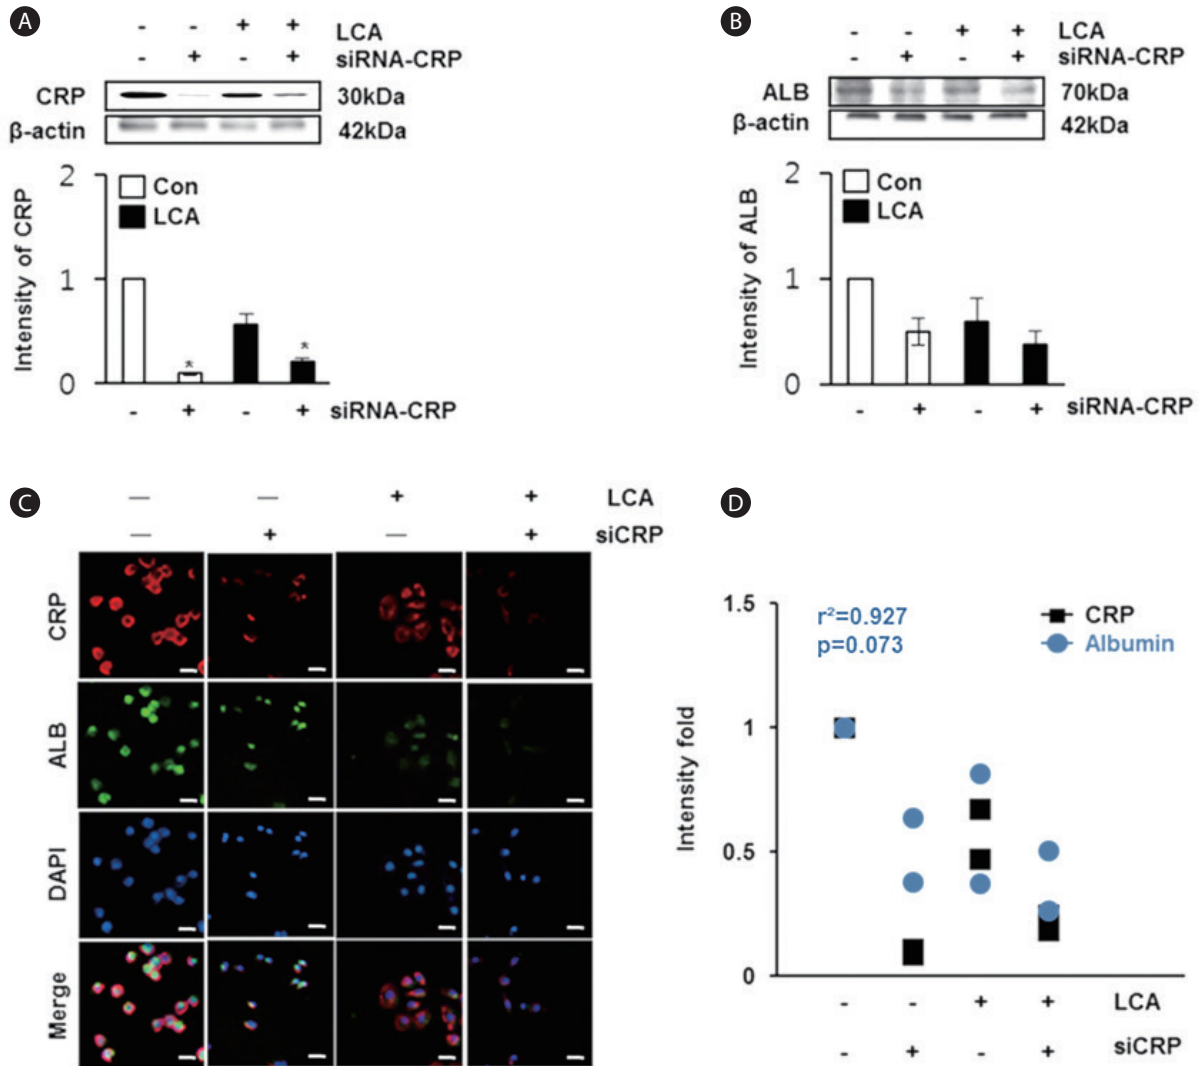 A
- - + + LCA
- + - + siRNA-CRP
CRP 30kDa
β-actin 42kDa
Intensity of CRP
2
1
0
Con
LCA
* *
- + - + siRNA-CRP
B
- - + + LCA
- + - + siRNA-CRP
ALB 70kDa
β-actin 42kDa
Intensity of ALB
2
1
0
Con
LCA
- + - + siRNA-CRP
C
— — + + LCA
— + — + siCRP
CRP
ALB
DAPI
Merge
D
Intensity fold
1.5
1
0.5
0
r²=0.927
p=0.073
CRP
Albumin
- - + + LCA
- + - + siCRP